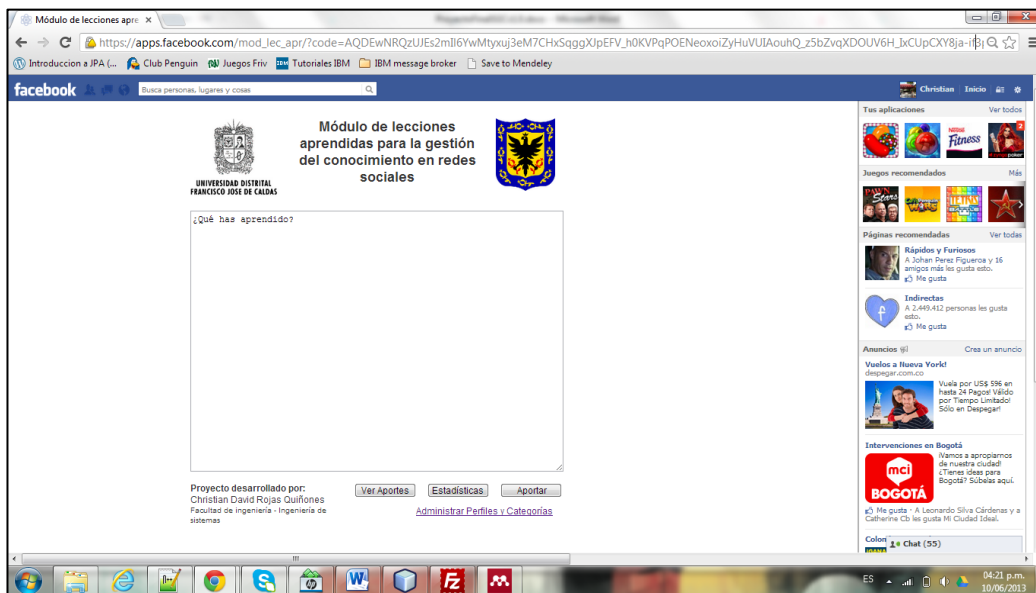 Módulo de lecciones apre
https://apps.facebook.com/mod_lec_apr/?code=AQDEwNRQzUJEs2mIl6YwMtyxuj3eM7CHxSqggXJpEFV_h0KVPqPOENeoxoiZyHuVUIAouhQ_z5bZvqXDOUV6H_IxCUpCXY8ja-
Introduccion a JPA (...
Club Penguin
Juegos Friv
Tutoriales IBM
IBM message broker
Save to Mendeley
facebook
Busca personas, lugares y cosas
Christian
Inicio
UNIVERSIDAD DISTRITAL
FRANCISCO JOSE DE CALDAS
Módulo de lecciones
aprendidas para la gestión
del conocimiento en redes
sociales
¿Qué has aprendido?
Proyecto desarrollado por:
Christian David Rojas Quiñones
Facultad de ingeniería - Ingeniería de
sistemas
Ver Aportes
Estadísticas
Aportar
Administrar Perfiles y Categorías
Tus aplicaciones
Ver todos
Fitness
poker
Juegos recomendados
Más
PAWN
Stars
Páginas recomendadas
Ver todas
Rápidos y Furiosos
A Johan Perez Figueroa y 16
amigos más les gusta esto.
Me gusta
Indirectas
A 2.449.412 personas les gusta
esto.
Me gusta
Anuncios
Crea un anuncio
Vuelos a Nueva York!
despegar.com.co
Vuela por US$ 596 en
hasta 24 Pagos! Válido
por Tiempo Limitado!
Sólo en Despegar!
Intervenciones en Bogotá
mci
BOGOTÁ
¡Vamos a apropiarnos
de nuestra ciudad!
¿Tienes ideas para
Bogotá? Súbelas aquí.
Me gusta · A Leonardo Silva Cárdenas y a
Catherine Cb les gusta Mi Ciudad Ideal.
Colom
Chat (55)
ES
04:21 p.m.
10/06/2013